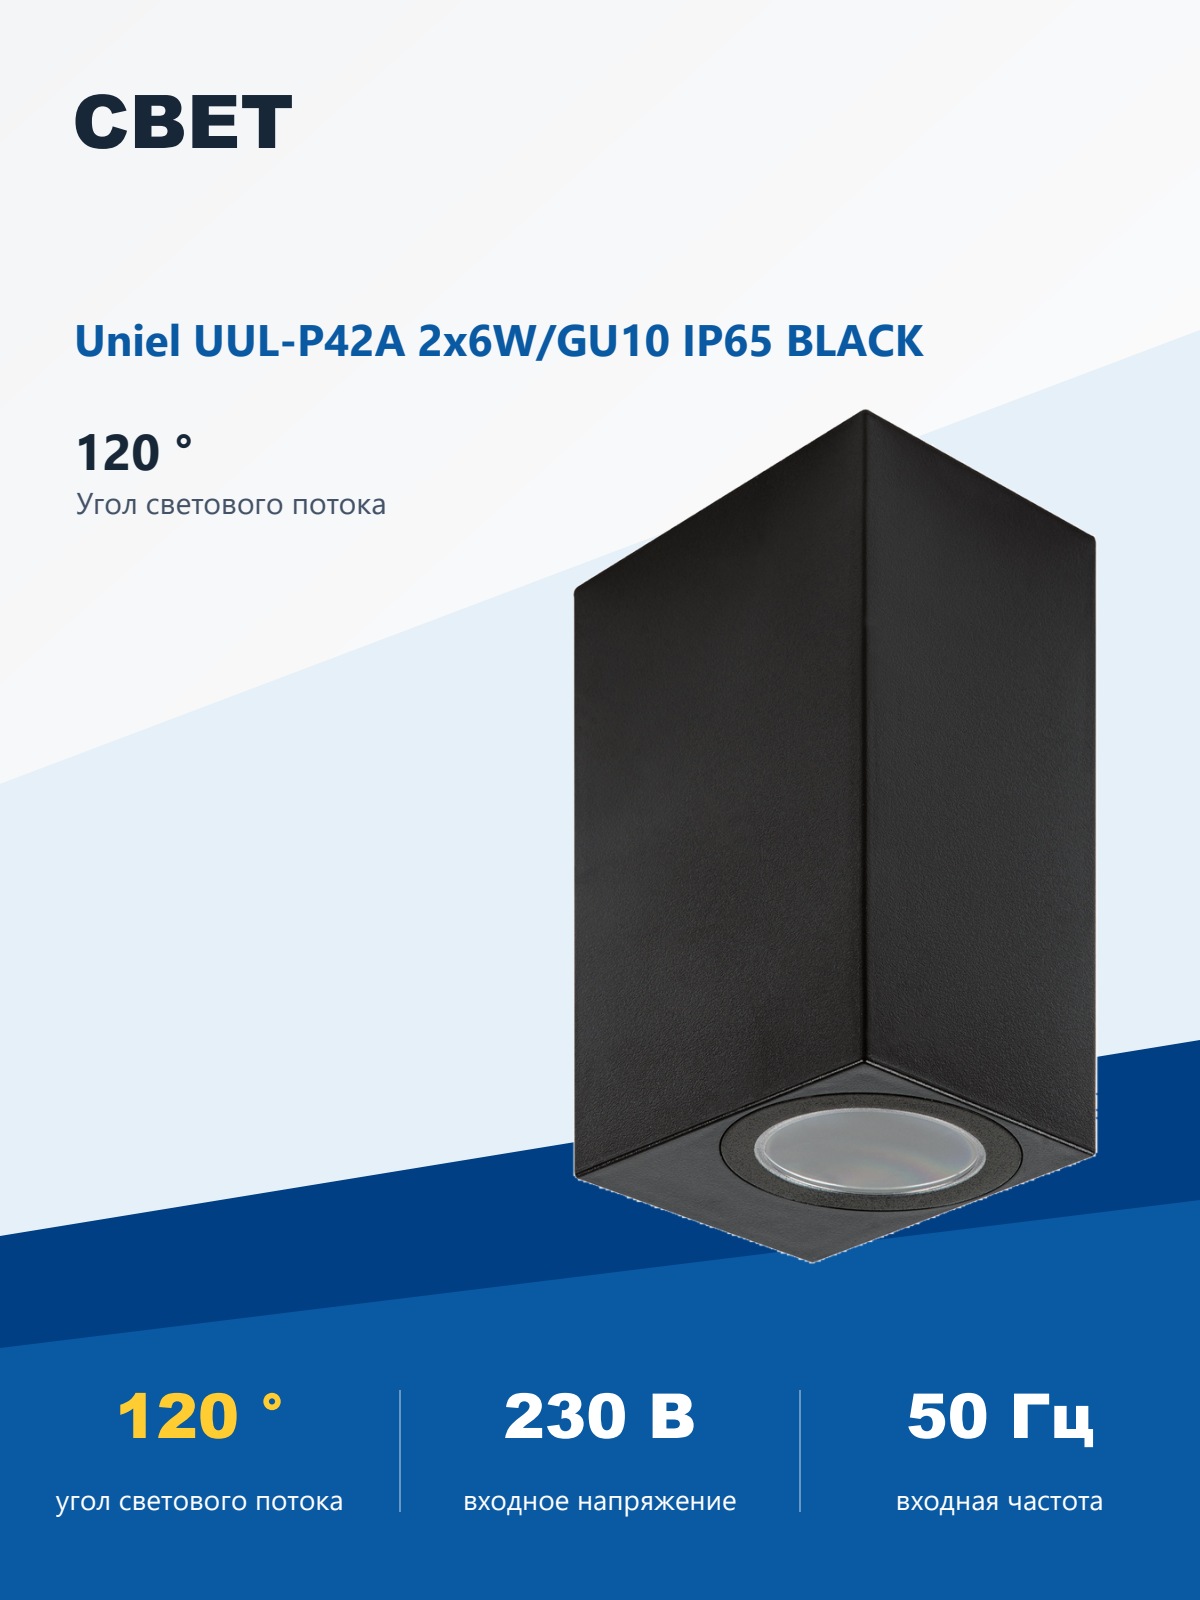 СВЕТ
Uniel UUL-P42A 2x6W/GU10 IP65 BLACK
120 °
Угол светового потока
120 °
230 В
50 Гц
угол светового потока
входное напряжение
входная частота